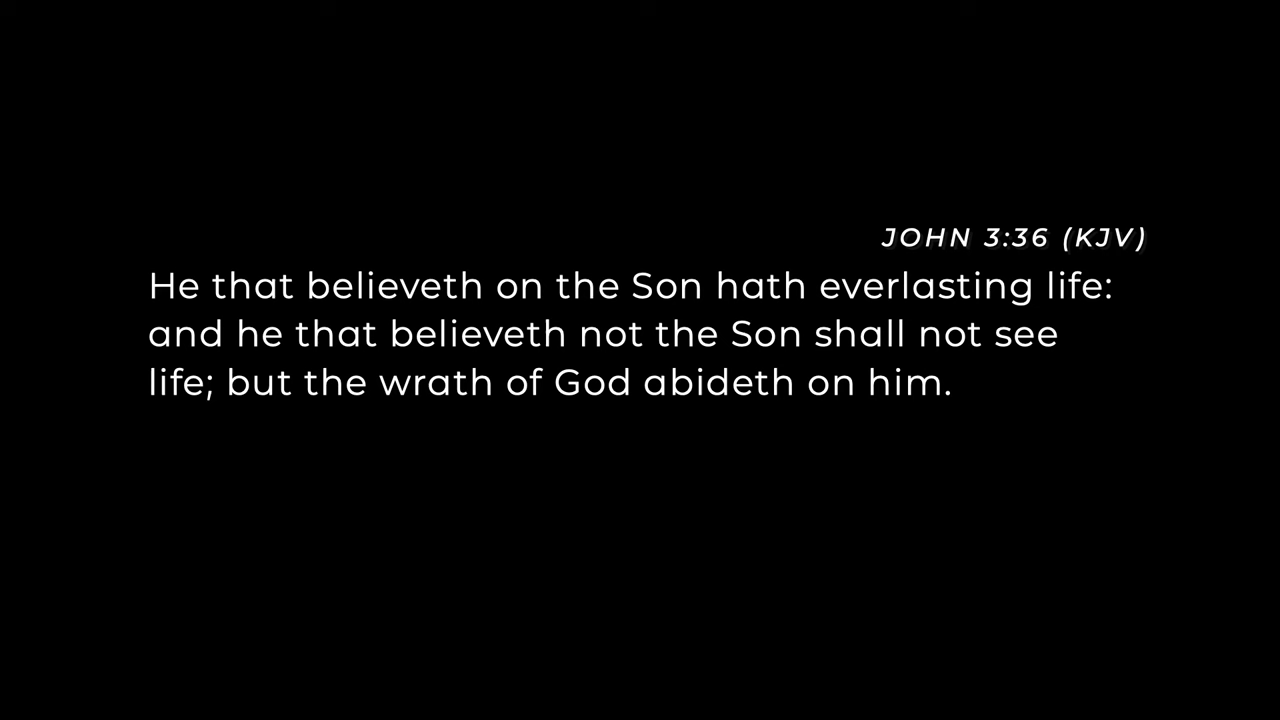 JOHN 3:36 (KJV)
He that believeth on the Son hath everlasting life:
and he that believeth not the Son shall not see
life; but the wrath of God abideth on him.